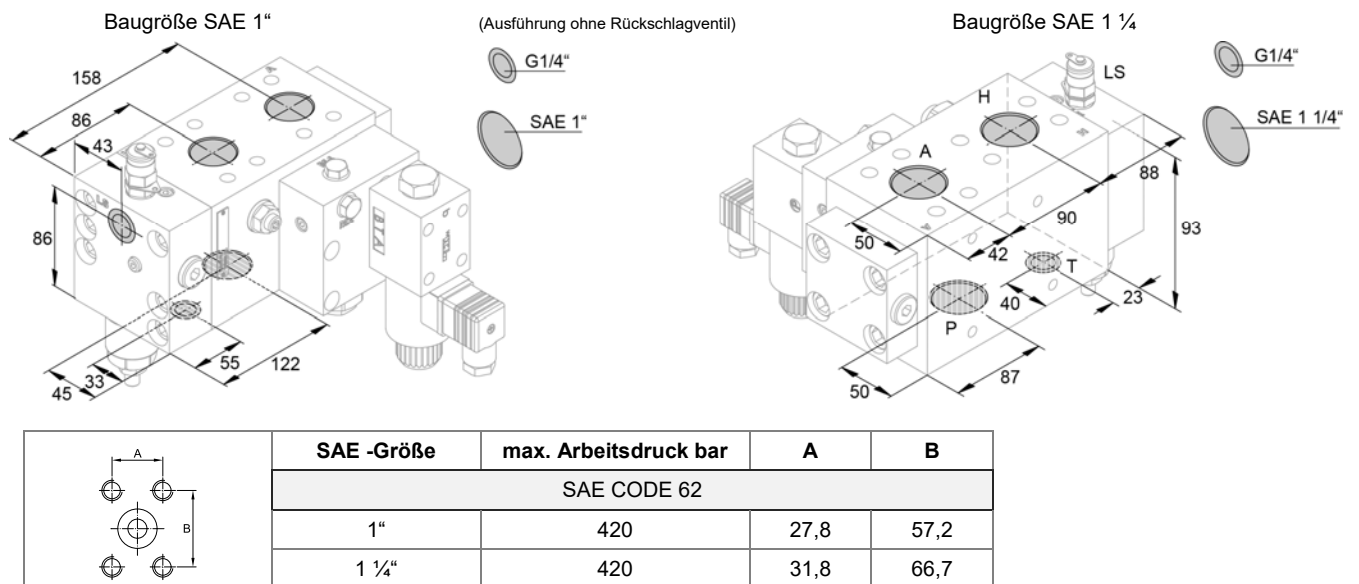 Baugröße SAE 1“
(Ausführung ohne Rückschlagventil)
Baugröße SAE 1 ¼
G1/4“
SAE 1“
158
86
43
LS
86
55
122
33
45
G1/4“
SAE 1 1/4“
LS
H
A
88
90
93
50
42
T
40
23
P
87
50
A
B
SAE -Größe max. Arbeitsdruck bar A B
SAE CODE 62
1“ 420 27,8 57,2
1 ¼“ 420 31,8 66,7